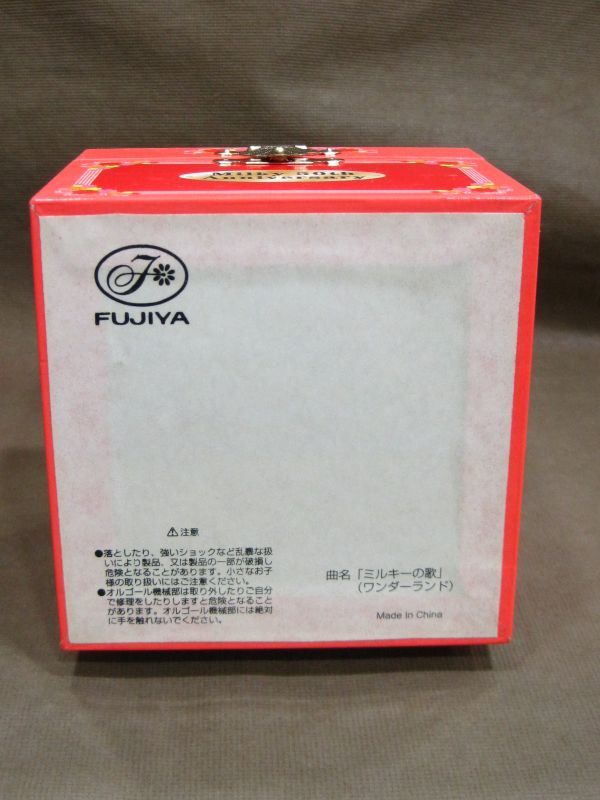 Milky 50th
Anniversary
F
FUJIYA
⚠注意
●落としたり、強いショックなど乱暴な扱
いにより製品、又は製品の一部が破損し
危険となることがあります。小さなお子
様の取り扱いにはご注意ください。
●オルゴール機械部は取り外したりご自分
で修理をしたりしますと危険となること
があります。オルゴール機械部には絶対
に手を触れないでください。
曲名「ミルキーの歌」
(ワンダーランド)
Made In China